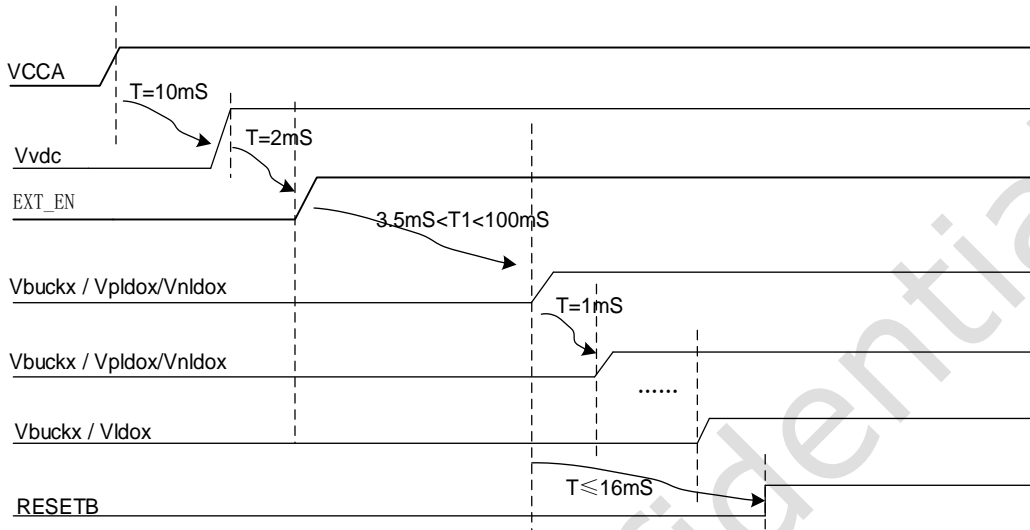 VCCA
T=10mS
Vvdc
T=2mS
EXT_EN
3.5mS<T1<100mS
Vbuckx / Vpldox/Vnldox
T=1mS
Vbuckx / Vpldox/Vnldox
......
Vbuckx / Vldox
T≤16mS
RESETB
fidentia